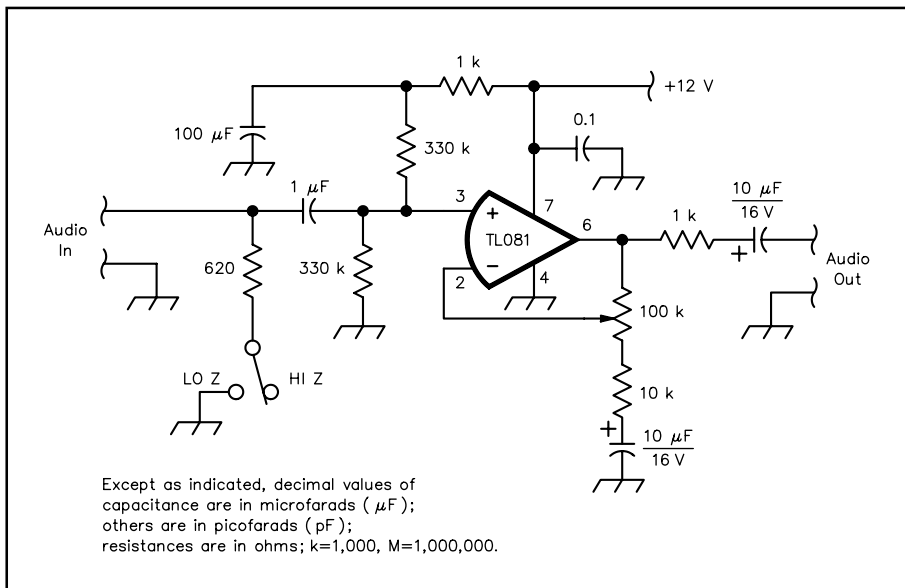 1 k
+12 V
100 μF
330 k
0.1
1 μF
3
+
7
6
10 μF
16 V
1 k
+
Audio
In
TL081
Audio
Out
620
330 k
2
−
4
100 k
LO Z
HI Z
10 k
+
10 μF
16 V
Except as indicated, decimal values of
capacitance are in microfarads ( μF);
others are in picofarads ( pF);
resistances are in ohms; k=1,000, M=1,000,000.